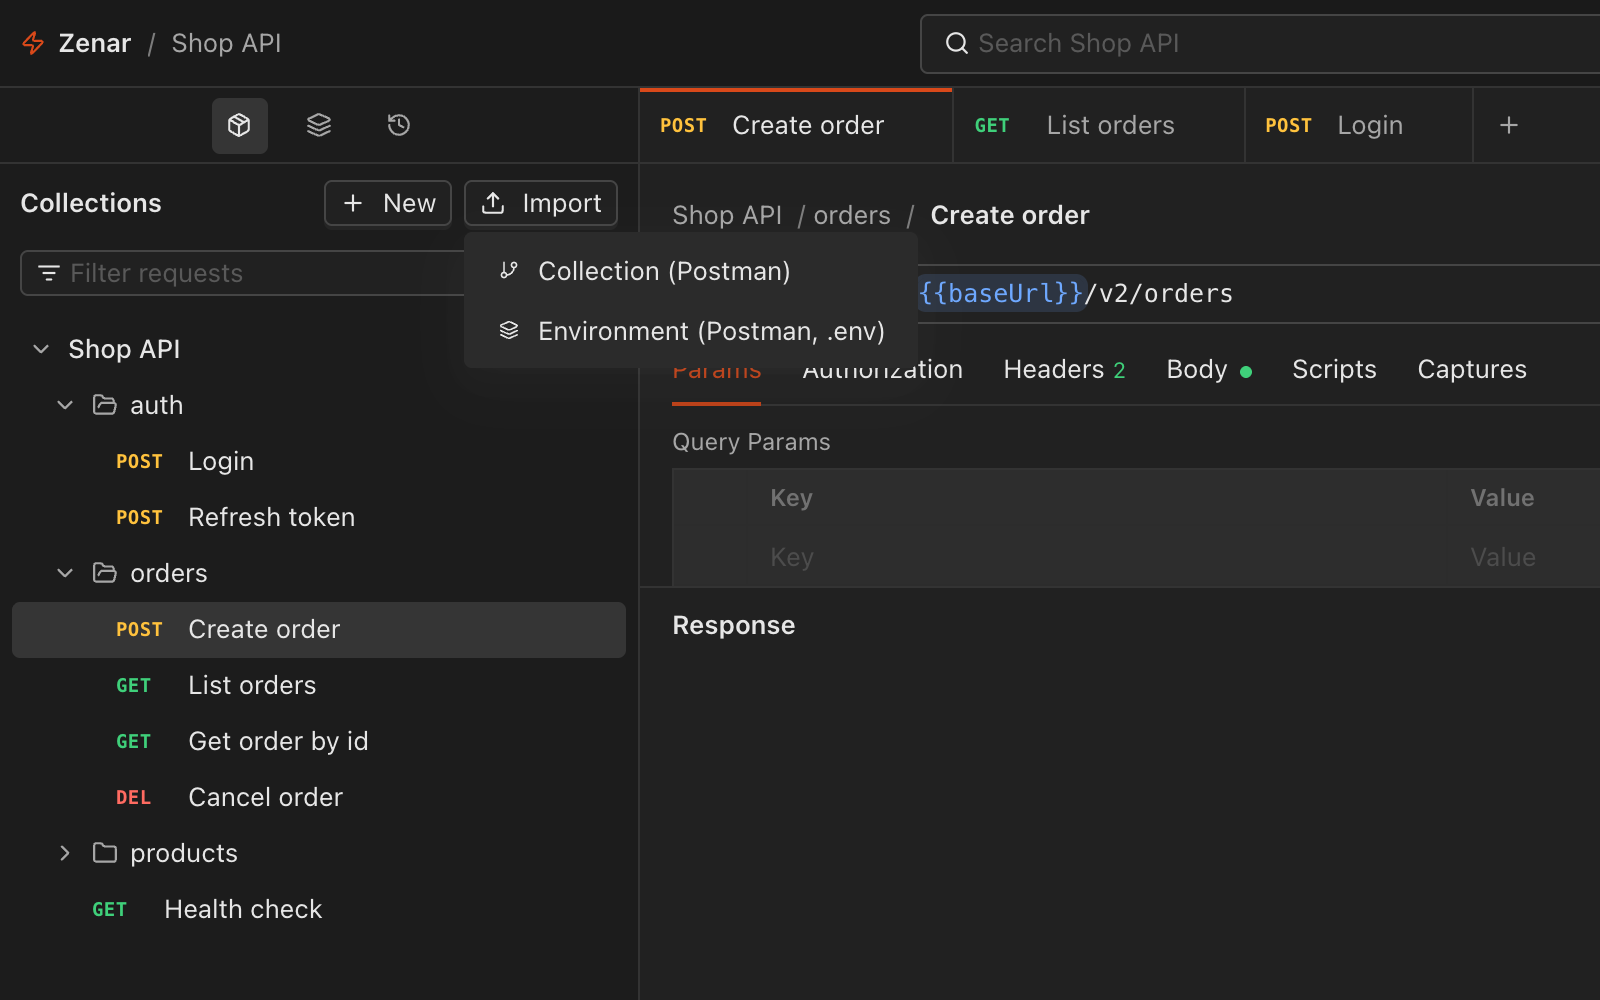 Zenar / Shop API
Search Shop API
POST Create order
GET List orders
POST Login
Collections
New
Import
Filter requests
Collection (Postman)
Environment (Postman, .env)
Shop API
auth
POST Login
POST Refresh token
orders
POST Create order
GET List orders
GET Get order by id
DEL Cancel order
products
GET Health check
Shop API / orders / Create order
{{baseUrl}}/v2/orders
Params Authorization Headers 2 Body Scripts Captures
Query Params
Key Value
Key Value
Response